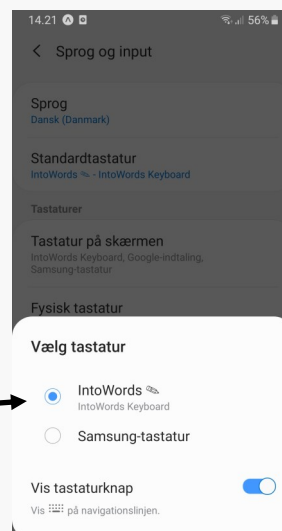 14.21 56%
Sprog og input
Sprog
Dansk (Danmark)
Standardtastatur
IntoWords - IntoWords Keyboard
Tastaturer
Tastatur på skærmen
IntoWords Keyboard, Google-indtaling,
Samsung-tastatur
Fysisk tastatur
Vælg tastatur
IntoWords
IntoWords Keyboard
Samsung-tastatur
Vis tastaturknap
Vis på navigationslinjen.